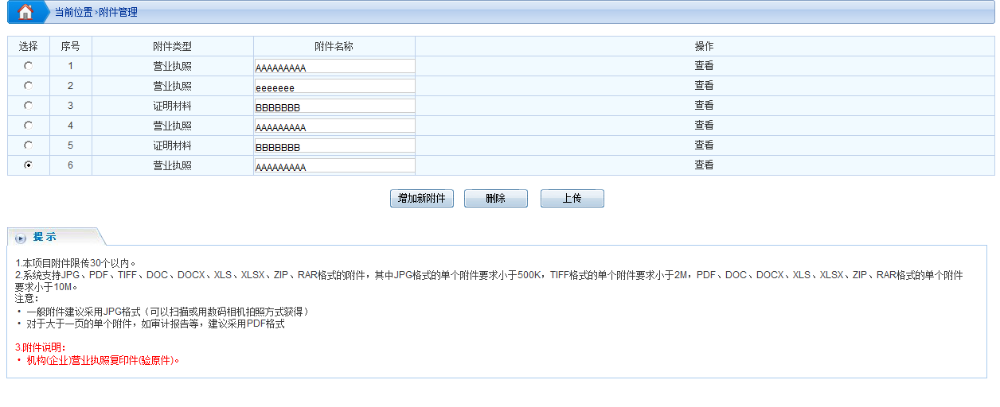 当前位置>附件管理
选择 序号 附件类型 附件名称 操作
1 营业执照 AAAAAAAAA 查看
2 营业执照 eeeeeee 查看
3 证明材料 BBBBBBB 查看
4 营业执照 AAAAAAAAA 查看
5 证明材料 BBBBBBB 查看
6 营业执照 AAAAAAAAA 查看
增加新附件 删除 上传
提 示
1.本项目附件限传30个以内。
2.系统支持JPG、PDF、TIFF、DOC、DOCX、XLS、XLSX、ZIP、RAR格式的附件，其中JPG格式的单个附件要求小于500K，TIFF格式的单个附件要求小于2M，PDF、DOC、DOCX、XLS、XLSX、ZIP、RAR格式的单个附件
要求小于10M。
注意：
• 一般附件建议采用JPG格式（可以扫描或用数码相机拍照方式获得）
• 对于大于一页的单个附件，如审计报告等，建议采用PDF格式
3.附件说明：
• 机构(企业)营业执照复印件(验原件)。